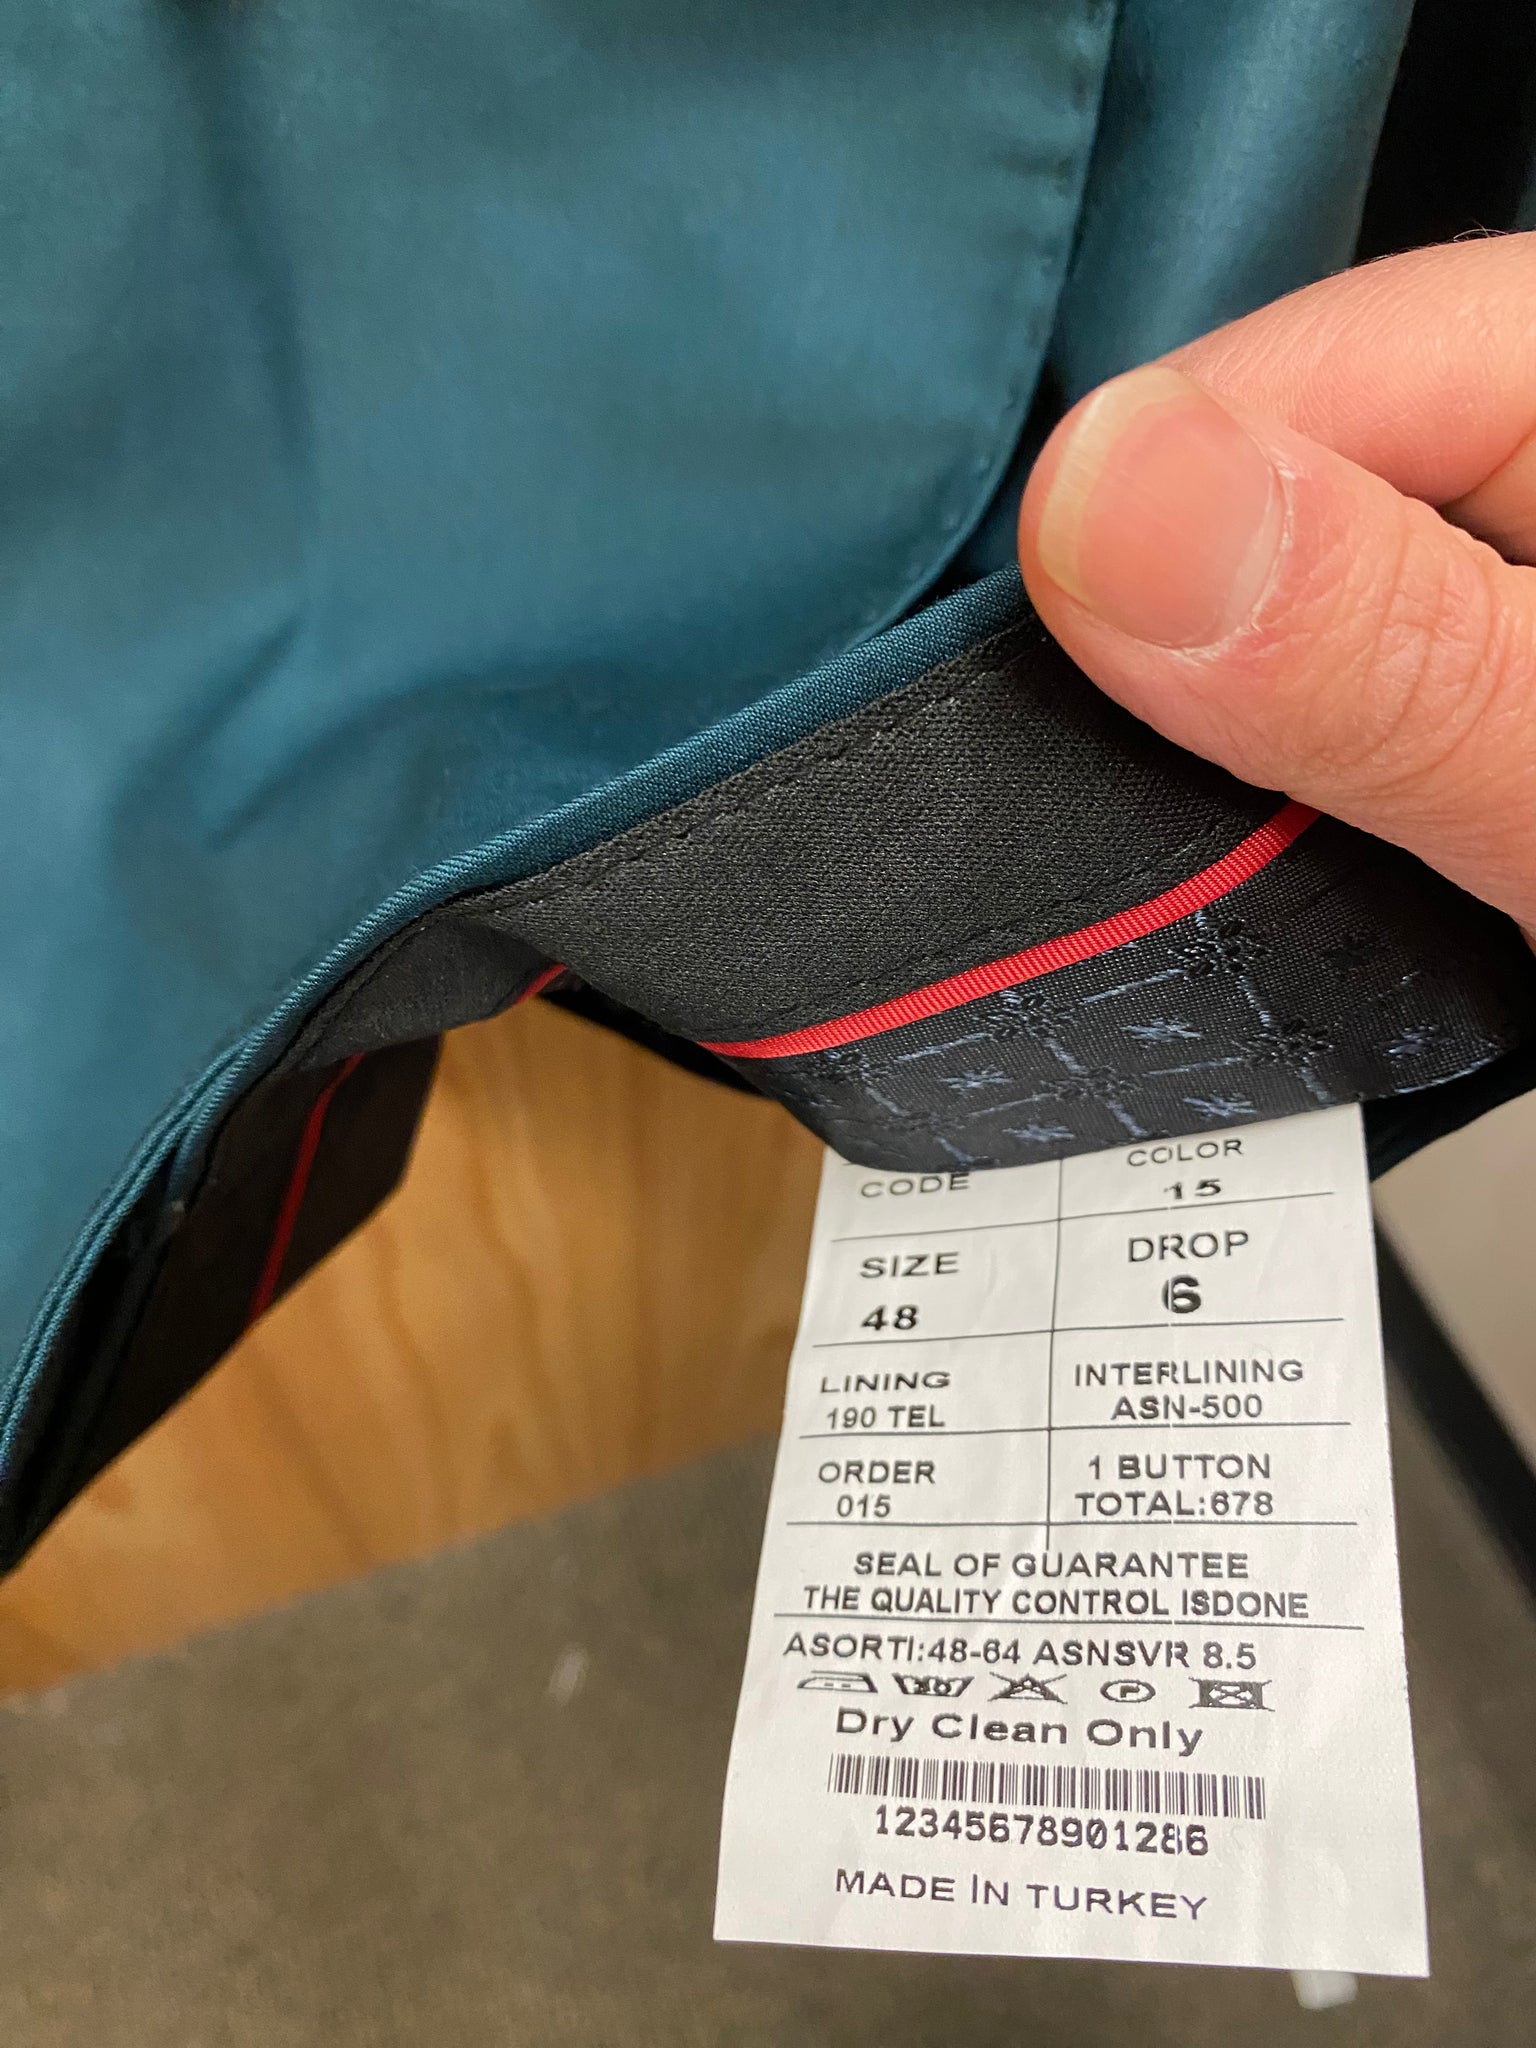 CODE COLOR
15
SIZE DROP
48 6
LINING INTERLINING
190 TEL ASN-500
ORDER 1 BUTTON
015 TOTAL:678
SEAL OF GUARANTEE
THE QUALITY CONTROL ISDONE
ASORTI:48-64 ASNSVR 8.5
P
Dry Clean Only
12345678901286
MADE İN TURKEY